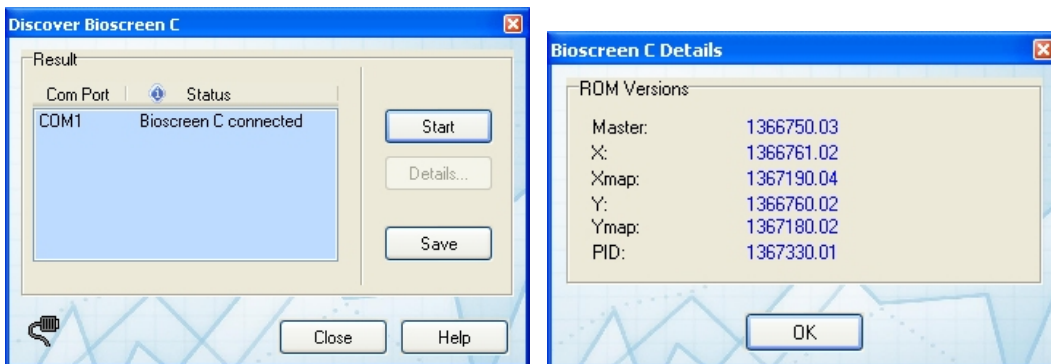 Discover Bioscreen C
Result
Com Port Status
COM1 Bioscreen C connected
Start
Details...
Save
Close Help
Bioscreen C Details
ROM Versions
Master: 1366750.03
X: 1366761.02
Xmap: 1367190.04
Y: 1366760.02
Ymap: 1367180.02
PID: 1367330.01
OK